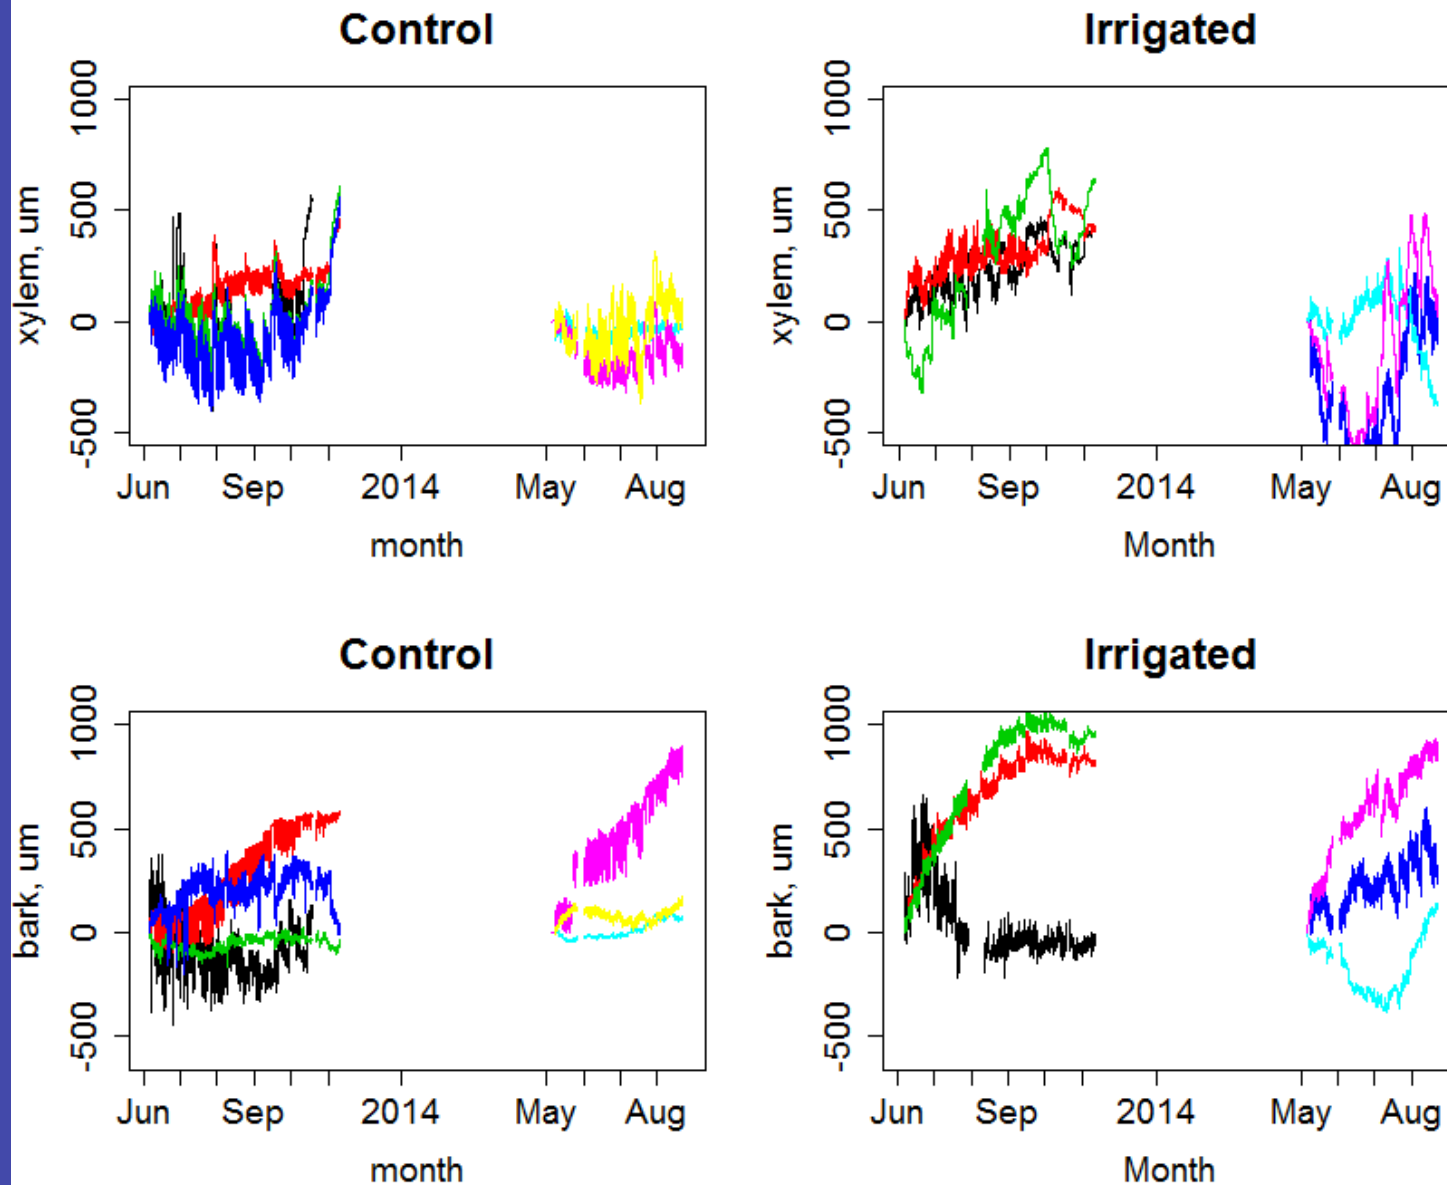 Control
Irrigated
xylem, um
1000
500
0
-500
Jun Sep 2014 May Aug
month
xylem, um
1000
500
0
-500
Jun Sep 2014 May Aug
Month
Control
Irrigated
bark, um
1000
500
0
-500
Jun Sep 2014 May Aug
month
bark, um
1000
500
0
-500
Jun Sep 2014 May Aug
Month